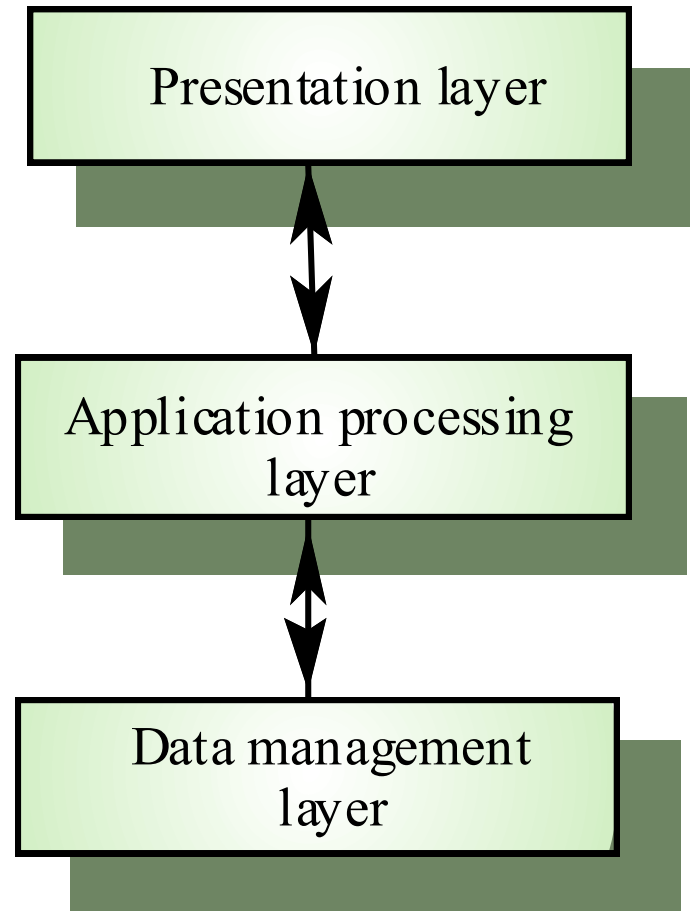 Presentation layer
Application processing
layer
Data management
layer